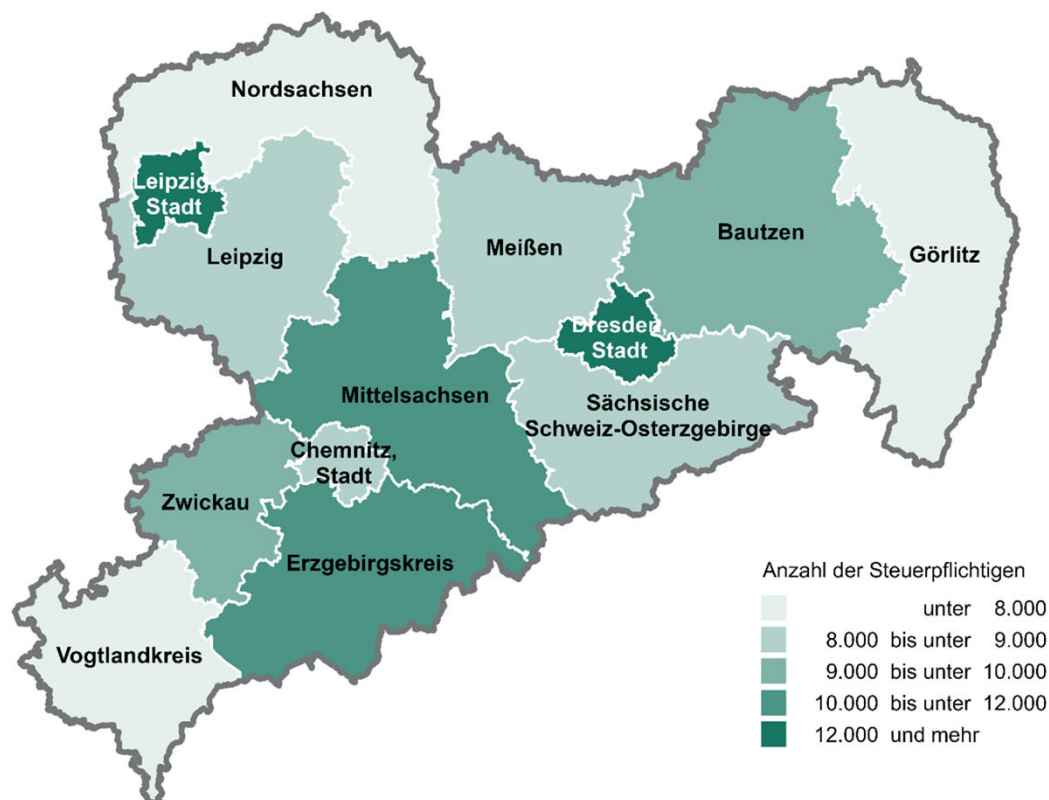 Nordsachsen
Leipzig,
Stadt
Leipzig
Meißen
Bautzen
Görlitz
Dresden,
Stadt
Mittelsachsen
Sächsische
Schweiz-Osterzgebirge
Chemnitz,
Stadt
Zwickau
Erzgebirgskreis
Vogtlandkreis
Anzahl der Steuerpflichtigen
unter 8.000
8.000 bis unter 9.000
9.000 bis unter 10.000
10.000 bis unter 12.000
12.000 und mehr